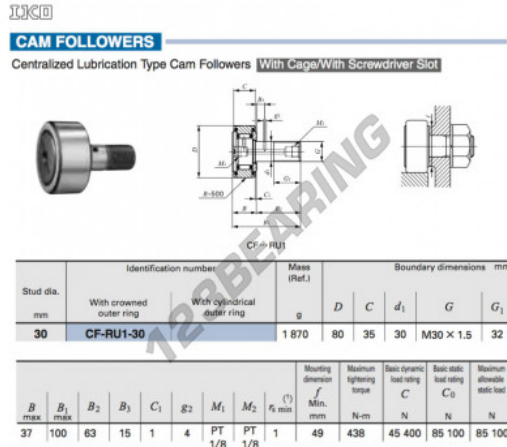 IKO
CAM FOLLOWERS
Centralized Lubrication Type Cam Followers With Cage/With Screwdriver Slot
C
D
G
R=500
B
CF-RU1
123BEARING
Stud dia. mm
Identification number
With crowned outer ring
With cylindrical outer ring
Mass (Ref.) g
Boundary dimensions mm
D C d1 G G1
30 CF-RU1-30 1 870 80 35 30 M30 × 1.5 32
B max B1 max B2 B3 C1 g2 M1 M2 rs min (1)
Mounting dimension f Min. mm
Maximum tightening torque N-m
Basic dynamic load rating C N
Basic static load rating C0 N
Maximum allowable static load N
37 100 63 15 1 4 PT 1/8 PT 1/8 1 49 438 45 400 85 100 85 100